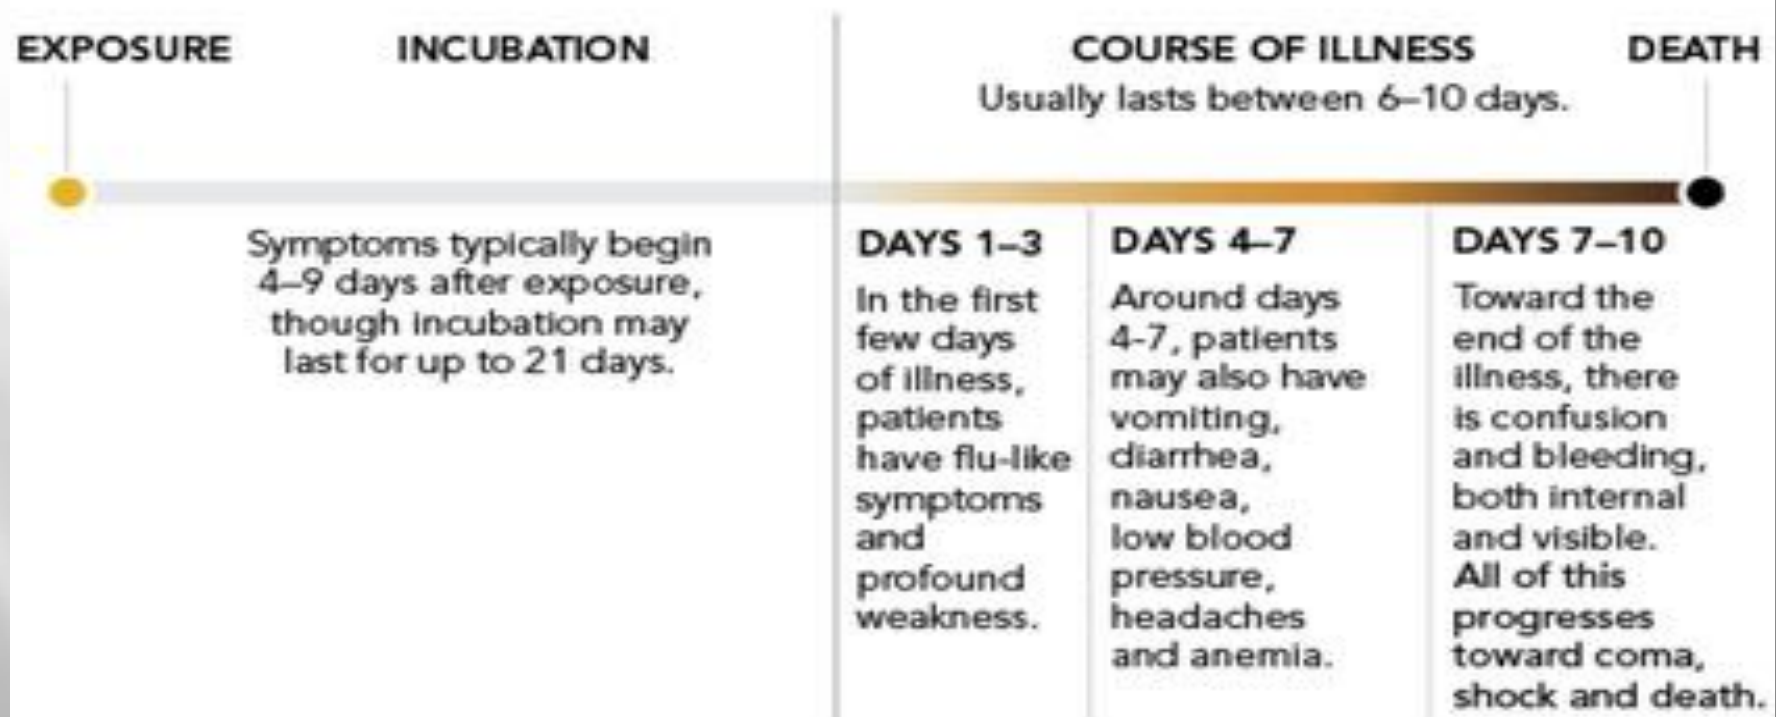 EXPOSURE
INCUBATION
Symptoms typically begin
4–9 days after exposure,
though incubation may
last for up to 21 days.
COURSE OF ILLNESS
Usually lasts between 6–10 days.
DEATH
DAYS 1–3
In the first
few days
of illness,
patients
have flu-like
symptoms
and
profound
weakness.
DAYS 4–7
Around days
4-7, patients
may also have
vomiting,
diarrhea,
nausea,
low blood
pressure,
headaches
and anemia.
DAYS 7–10
Toward the
end of the
illness, there
is confusion
and bleeding,
both internal
and visible.
All of this
progresses
toward coma,
shock and death.